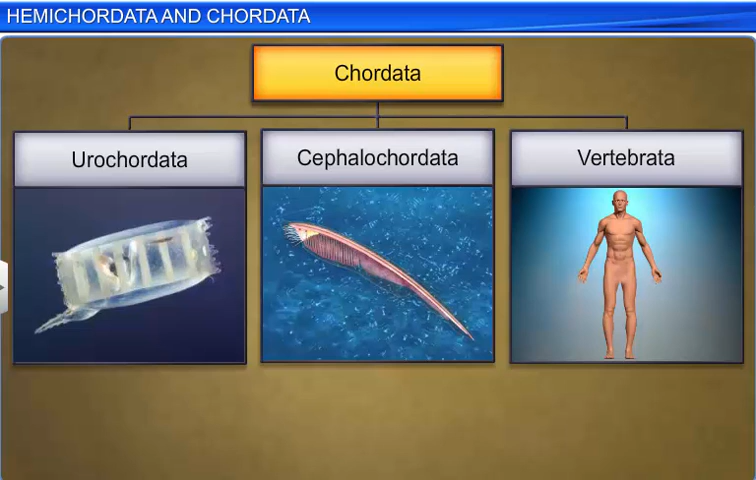 HEMICHORDATA AND CHORDATA
Chordata
Urochordata
Cephalochordata
Vertebrata